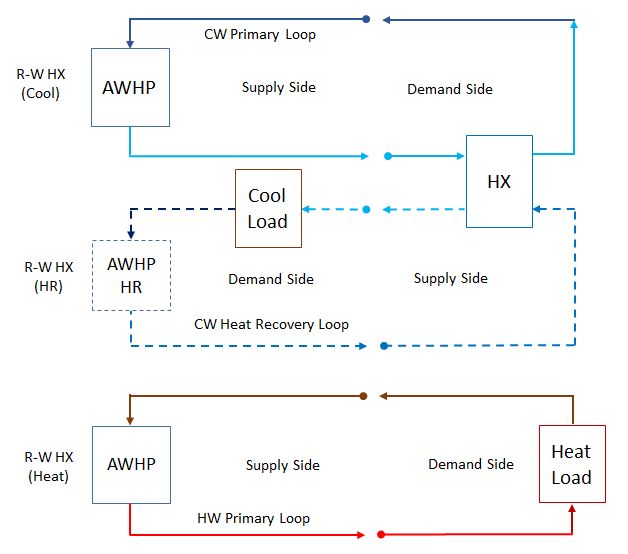 CW Primary Loop
R-W HX
(Cool)
AWHP
Supply Side
Demand Side
HX
Cool
Load
R-W HX
(HR)
AWHP
HR
Demand Side
Supply Side
CW Heat Recovery Loop
R-W HX
(Heat)
AWHP
Supply Side
Demand Side
Heat
Load
HW Primary Loop